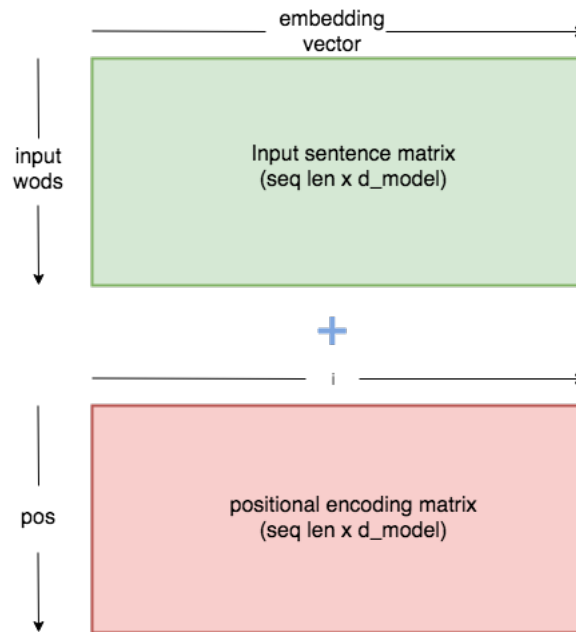 embedding
vector
input
wods
Input sentence matrix
(seq len x d_model)
+
i
pos
positional encoding matrix
(seq len x d_model)